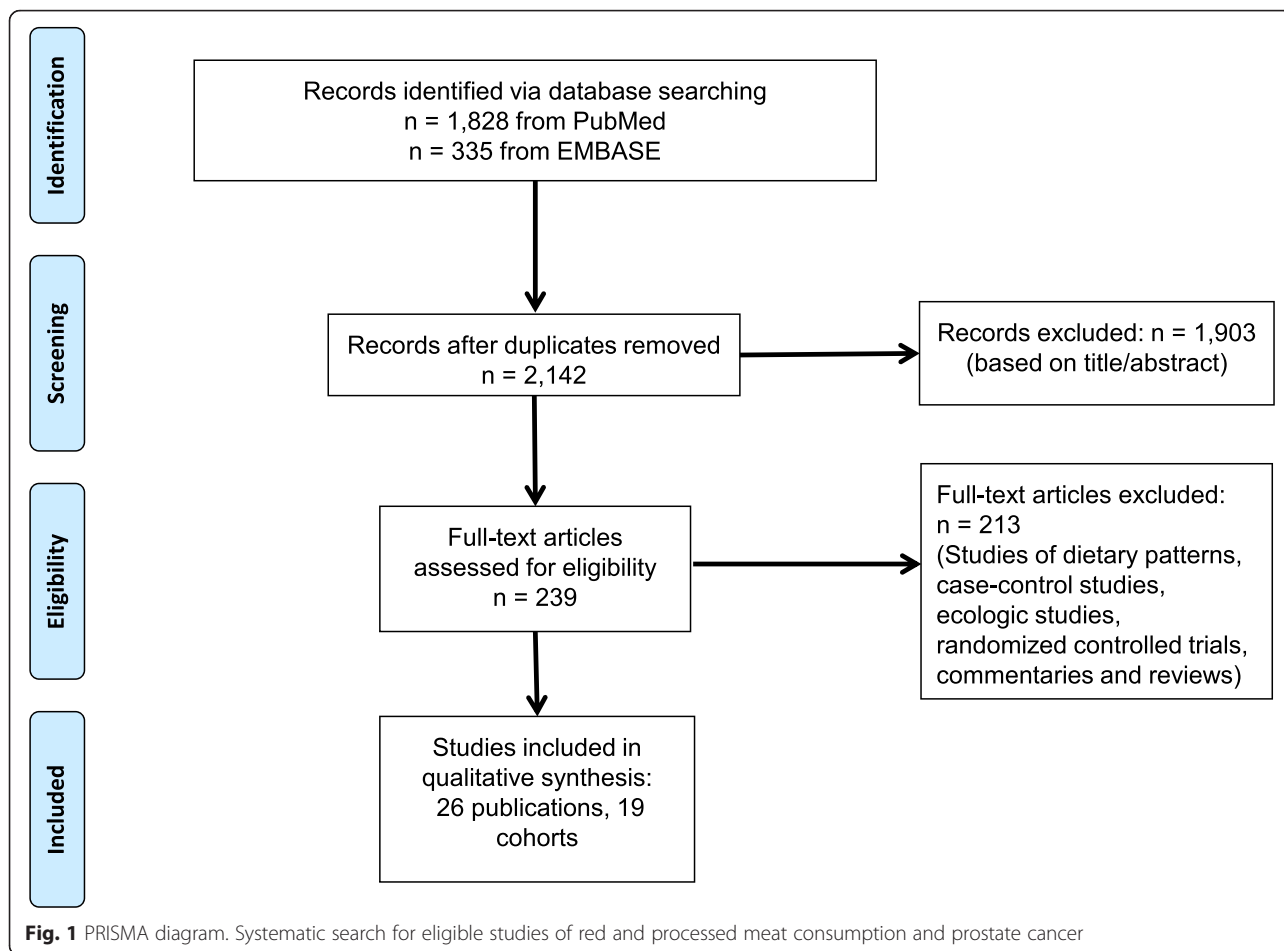 Identification
Records identified via database searching
n = 1,828 from PubMed
n = 335 from EMBASE
Screening
Records after duplicates removed
n = 2,142
Records excluded: n = 1,903
(based on title/abstract)
Eligibility
Full-text articles
assessed for eligibility
n = 239
Full-text articles excluded:
n = 213
(Studies of dietary patterns,
case-control studies,
ecologic studies,
randomized controlled trials,
commentaries and reviews)
Included
Studies included in
qualitative synthesis:
26 publications, 19
cohorts
Fig. 1 PRISMA diagram. Systematic search for eligible studies of red and processed meat consumption and prostate cancer